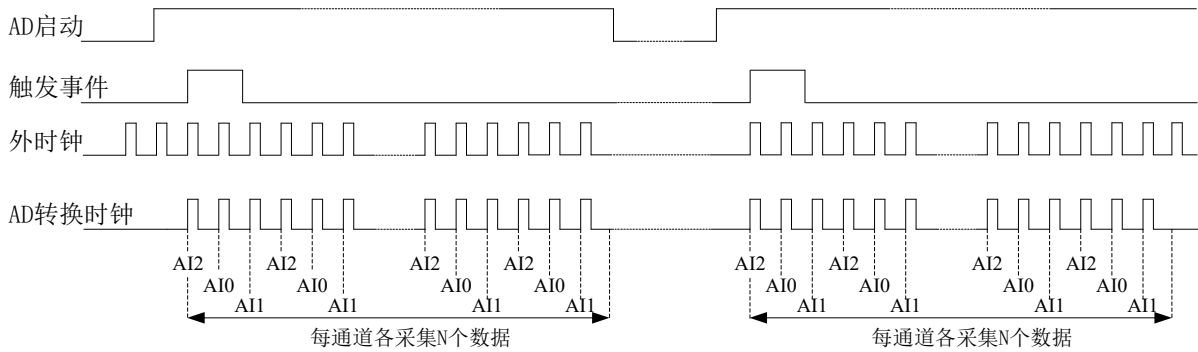 AD启动
触发事件
外时钟
AD转换时钟
AI2 AI2 AI2 AI2 AI2 AI2 AI2 AI2
AI0 AI0 AI0 AI0 AI0 AI0 AI0 AI0
AI1 AI1 AI1 AI1 AI1 AI1 AI1 AI1
每通道各采集N个数据 每通道各采集N个数据